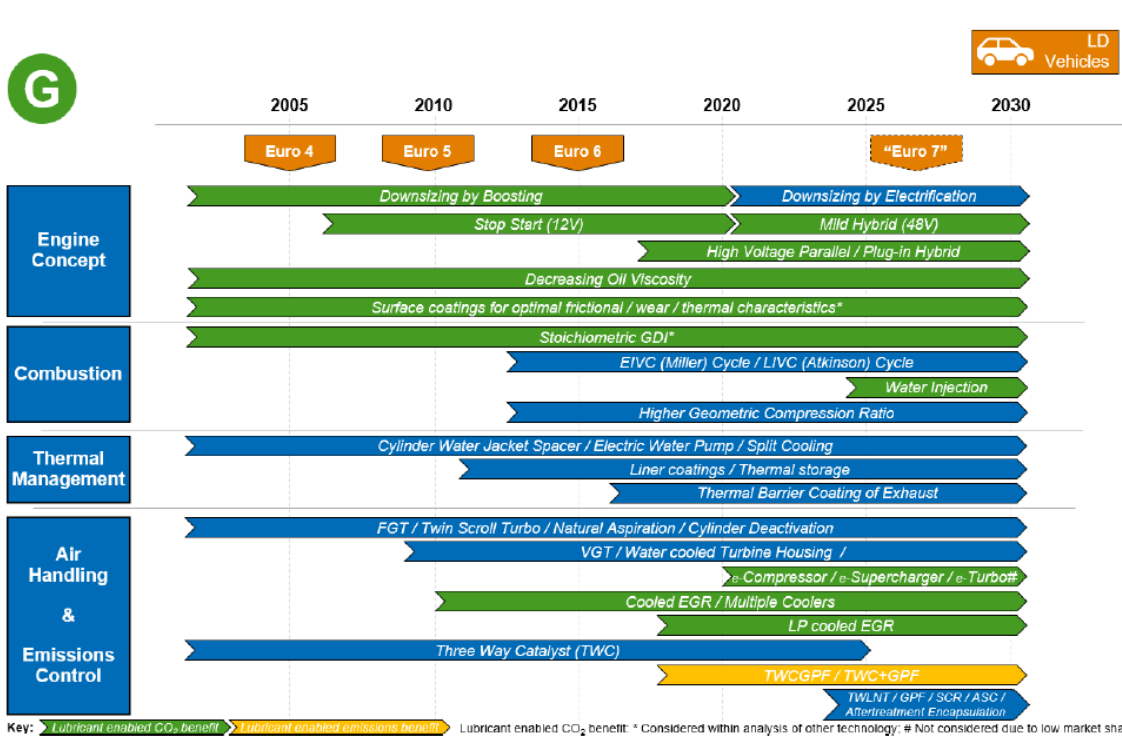 LD
Vehicles
G
2005 2010 2015 2020 2025 2030
Euro 4 Euro 5 Euro 6 “Euro 7”
Engine
Concept
Downsizing by Boosting Downsizing by Electrification
Stop Start (12V) Mild Hybrid (48V)
High Voltage Parallel / Plug-in Hybrid
Decreasing Oil Viscosity
Surface coatings for optimal frictional / wear / thermal characteristics*
Combustion
Stoichiometric GDI*
EIVC (Miller) Cycle / LIVC (Atkinson) Cycle
Water Injection
Higher Geometric Compression Ratio
Thermal
Management
Cylinder Water Jacket Spacer / Electric Water Pump / Split Cooling
Liner coatings / Thermal storage
Thermal Barrier Coating of Exhaust
Air
Handling
&
Emissions
Control
FGT / Twin Scroll Turbo / Natural Aspiration / Cylinder Deactivation
VGT / Water cooled Turbine Housing /
e-Compressor / e-Supercharger / e-Turbo#
Cooled EGR / Multiple Coolers
LP cooled EGR
Three Way Catalyst (TWC)
TWCGPF / TWC+GPF
TWLNT / GPF / SCR / ASC /
Aftertreatment Encapsulation
Key: Lubricant enabled CO₂ benefit Lubricant enabled emissions benefit Lubricant enabled CO₂ benefit: * Considered within analysis of other technology; # Not considered due to low market sha